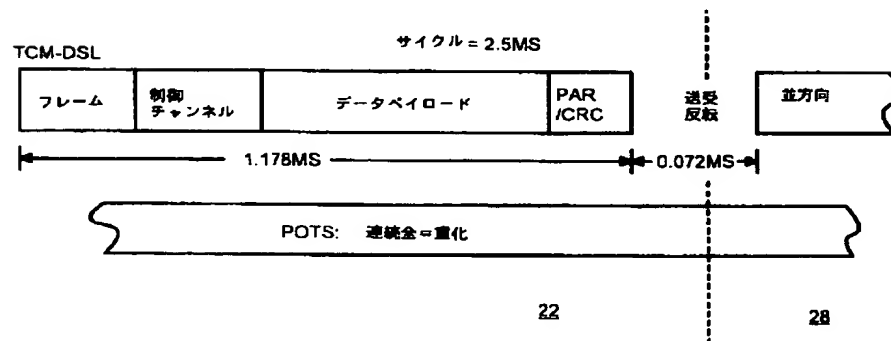 サイクル = 2.5MS
TCM-DSL
フレーム
制御
チャンネル
データペイロード
PAR
/CRC
送受
反転
並方向
1.178MS
0.072MS
POTS: 連続全=重化
22
28